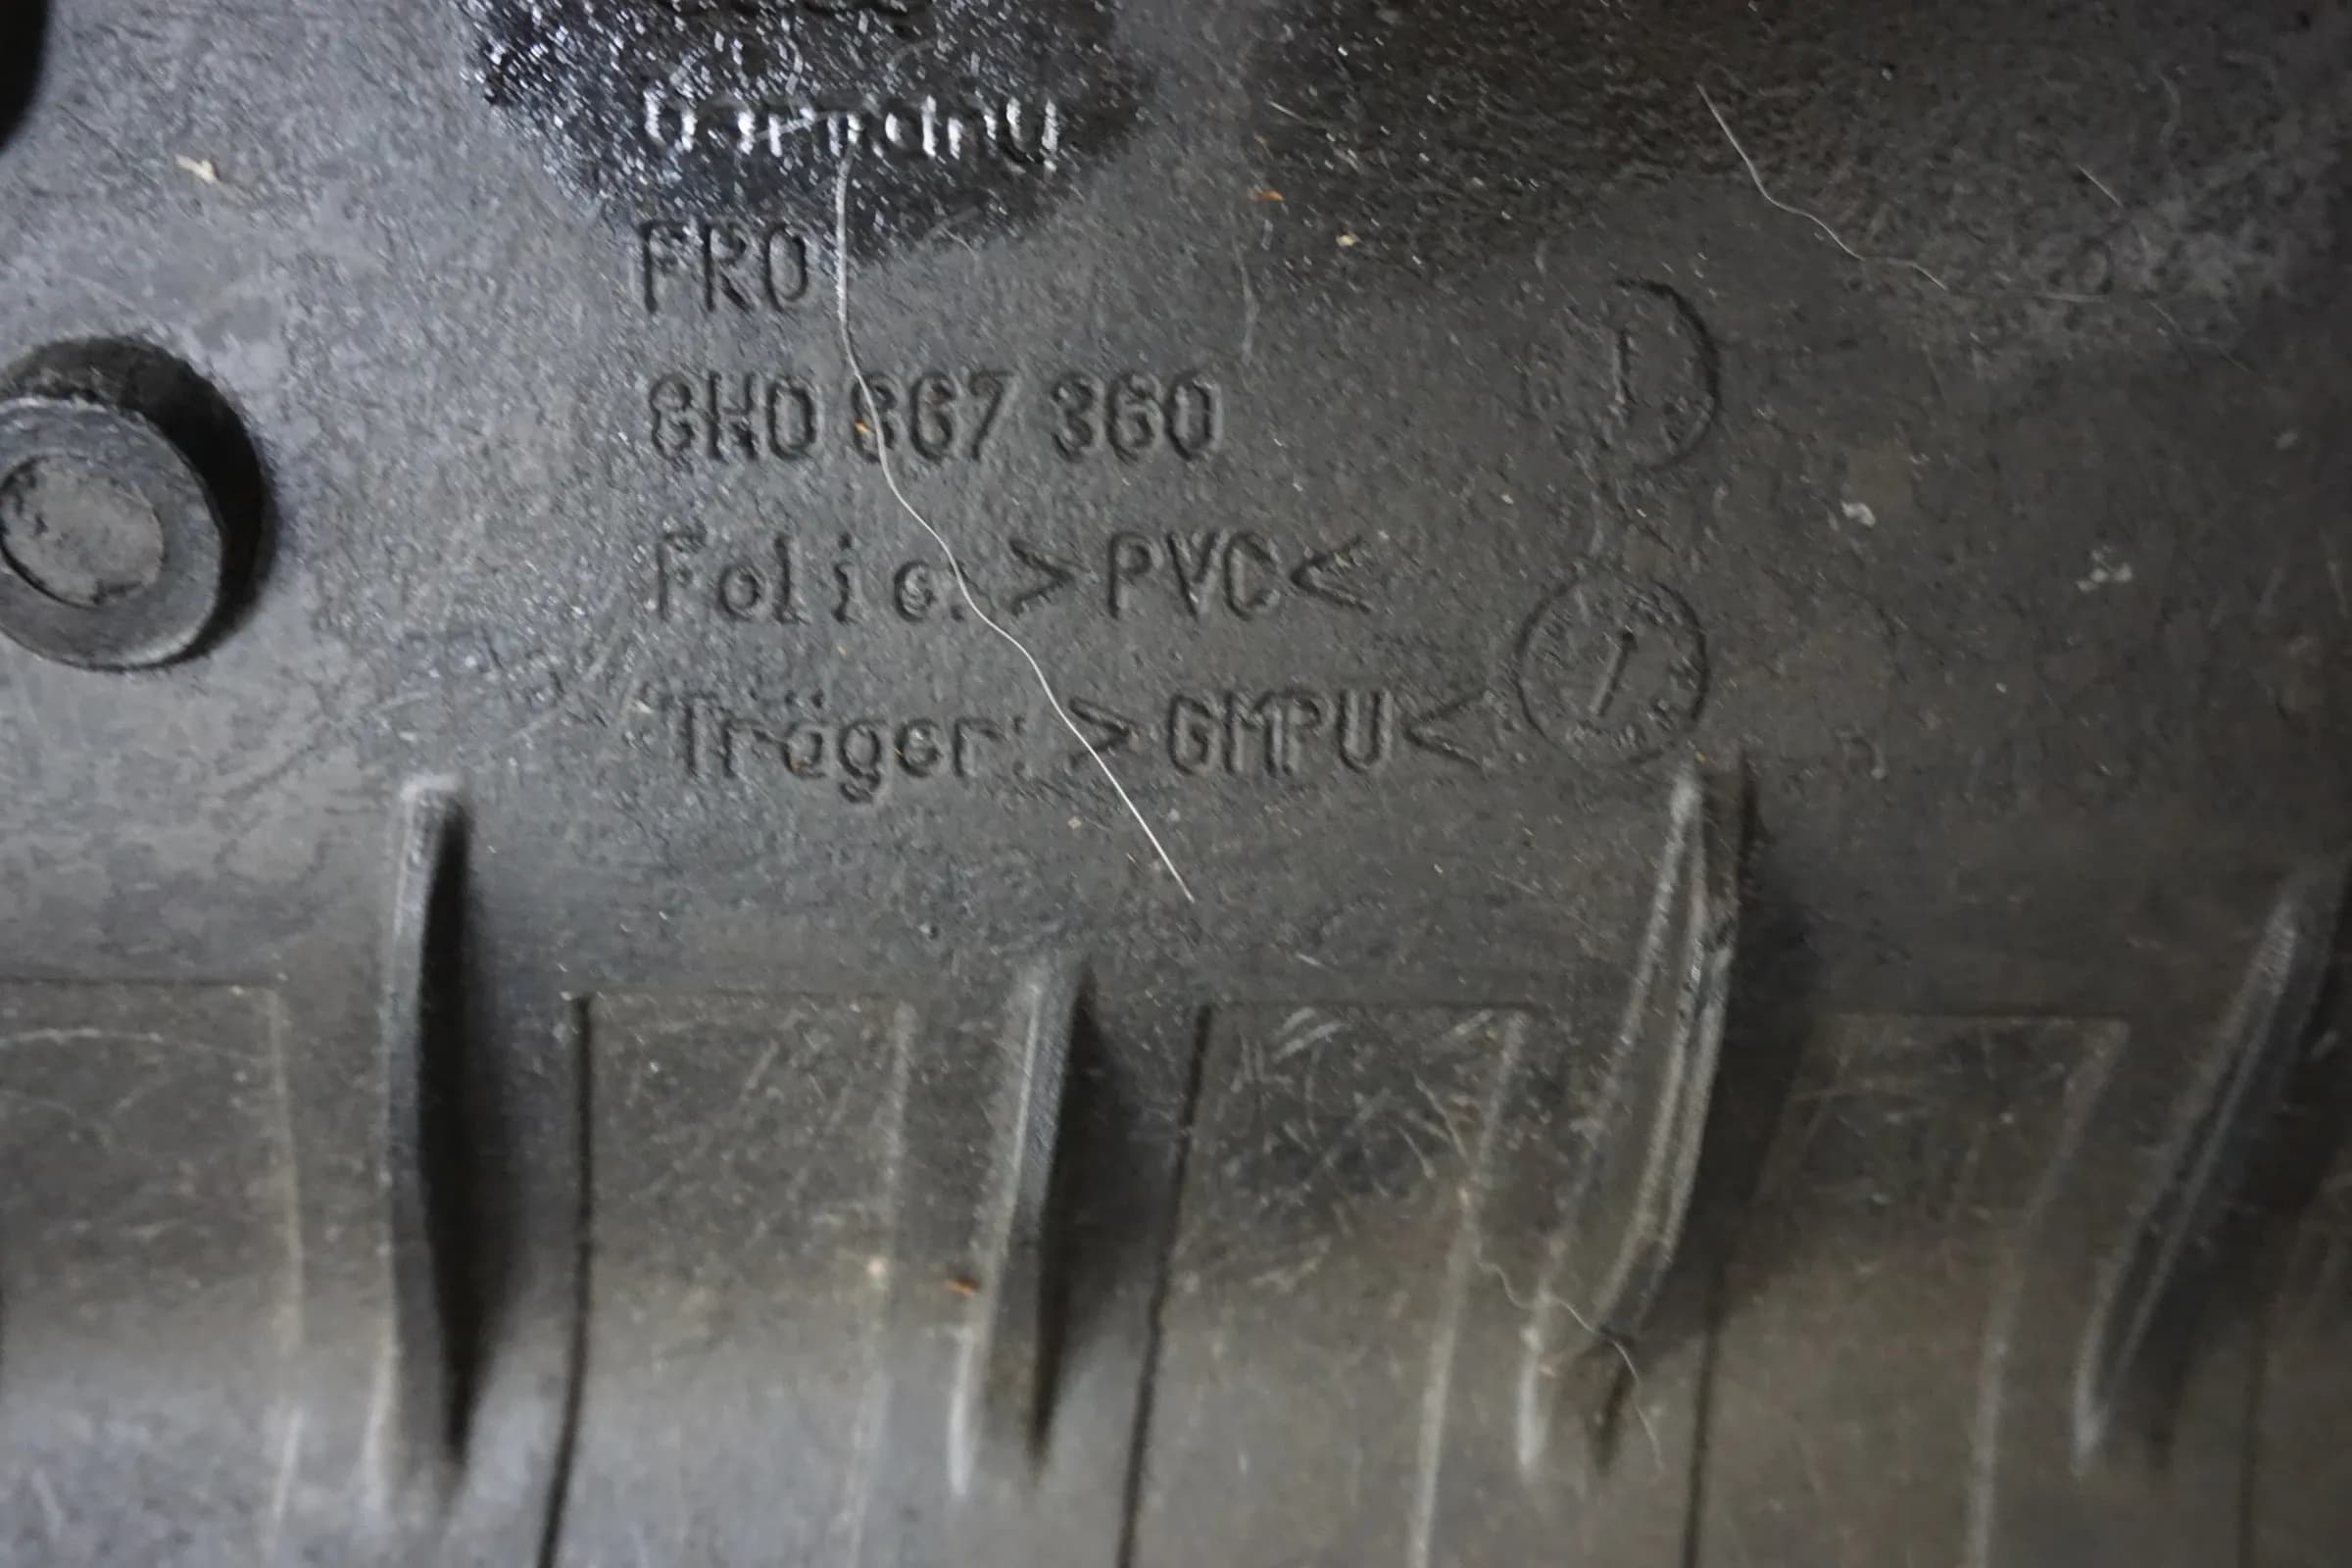 Germany
FRO
8H0 867 360
Folie: >PVC<
Träger: >GMPU<